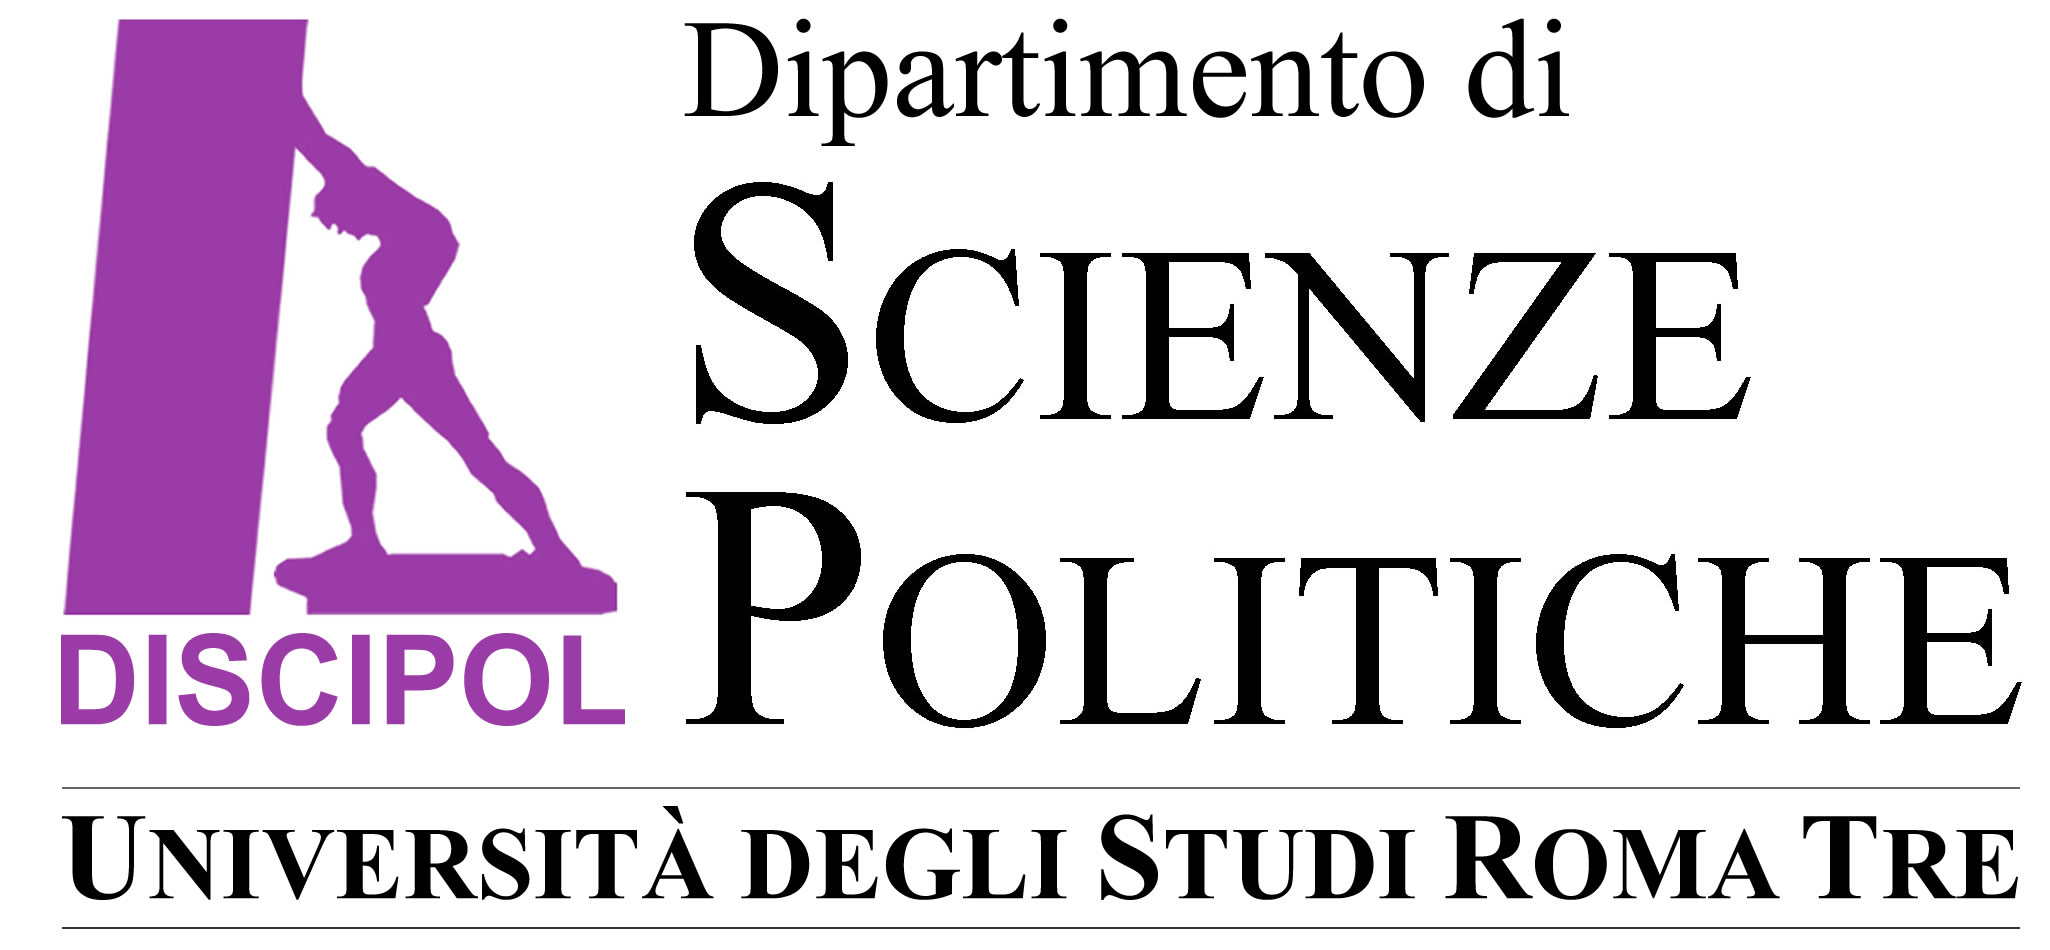 Dipartimento di
SCIENZE
POLITICHE
DISCIPOL
UNIVERSITÀ DEGLI STUDI ROMA TRE